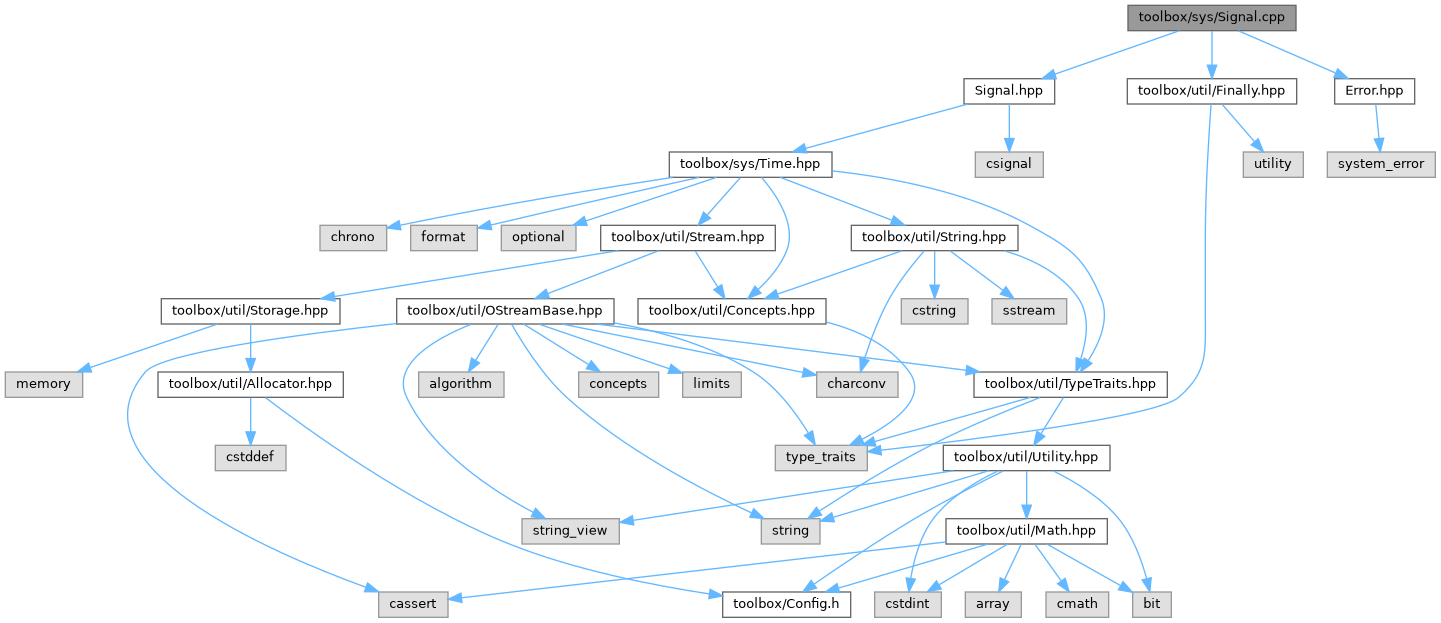 toolbox/sys/Signal.cpp
Signal.hpp
toolbox/util/Finally.hpp
Error.hpp
toolbox/sys/Time.hpp
csignal
utility
system_error
chrono
format
optional
toolbox/util/Stream.hpp
toolbox/util/String.hpp
toolbox/util/Storage.hpp
toolbox/util/OStreamBase.hpp
toolbox/util/Concepts.hpp
cstring
sstream
memory
toolbox/util/Allocator.hpp
algorithm
concepts
limits
charconv
toolbox/util/TypeTraits.hpp
cstddef
type_traits
toolbox/util/Utility.hpp
string_view
string
toolbox/util/Math.hpp
cassert
toolbox/Config.h
cstdint
array
cmath
bit